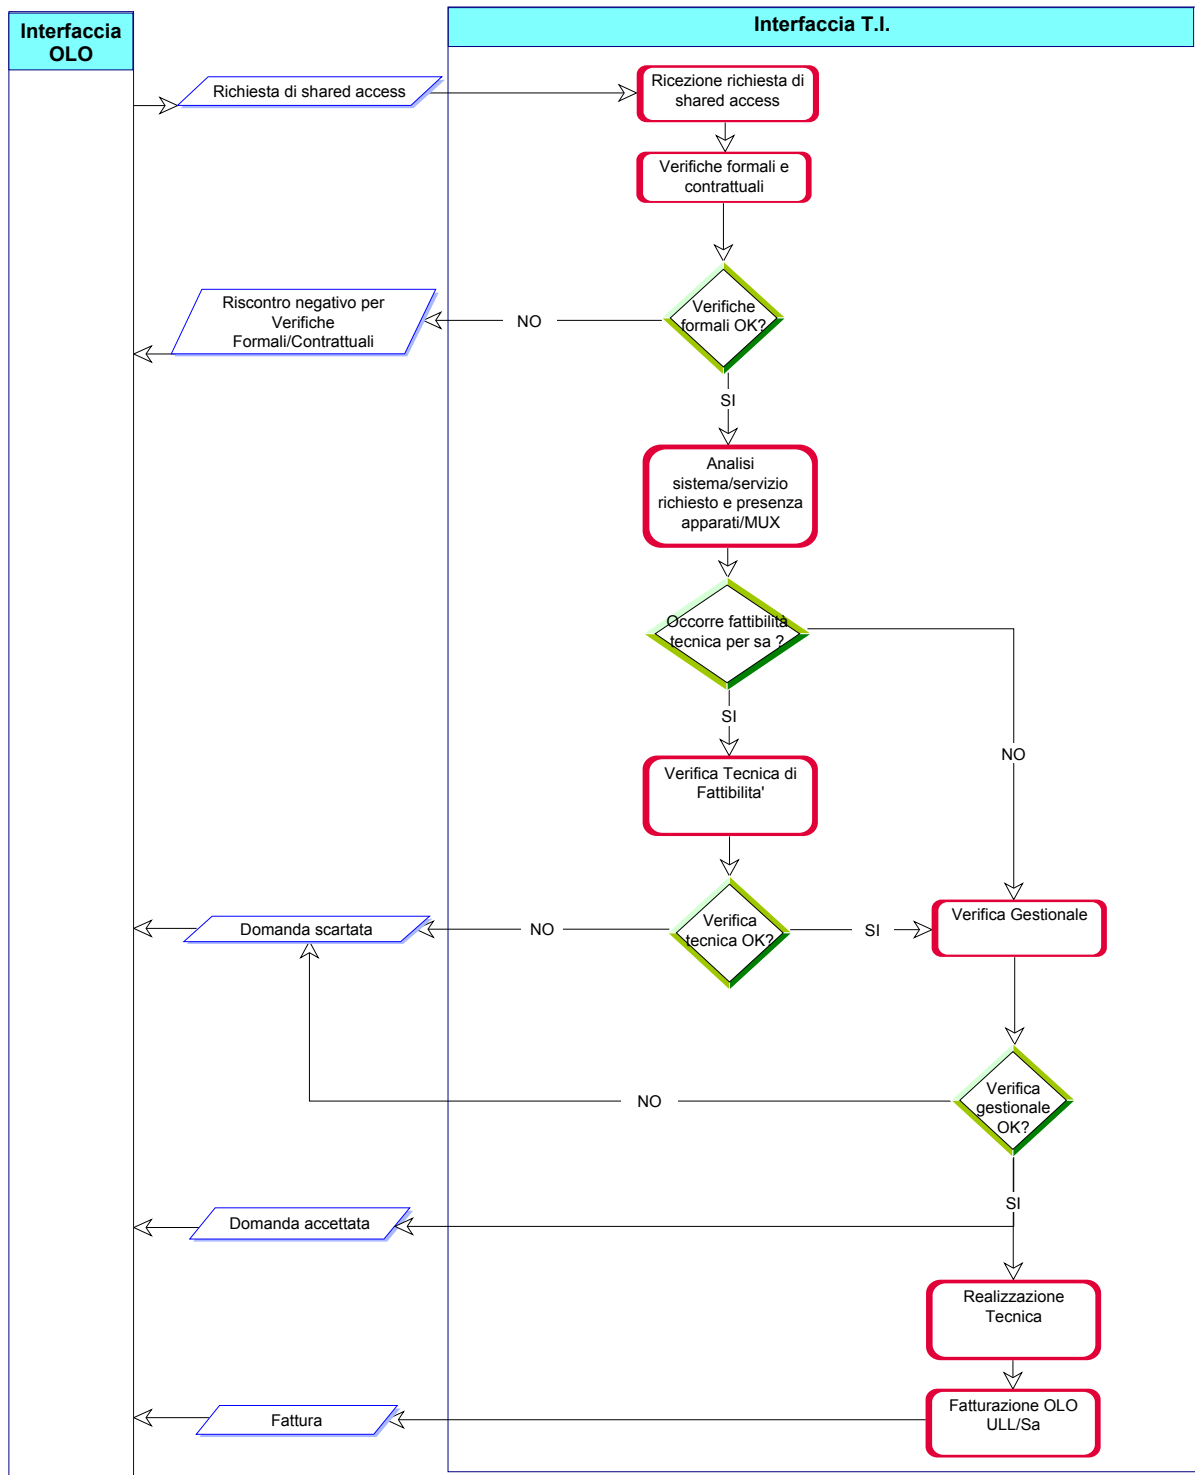 Interfaccia
OLO
Interfaccia T.I.
Richiesta di shared access
Ricezione richiesta di
shared access
Verifiche formali e
contrattuali
Verifiche
formali OK?
NO
Riscontro negativo per
Verifiche
Formali/Contrattuali
SI
Analisi
sistema/servizio
richiesto e presenza
apparati/MUX
Occorre fattibilità
tecnica per sa ?
SI
NO
Verifica Tecnica di
Fattibilita'
Verifica
tecnica OK?
NO
Domanda scartata
SI
Verifica Gestionale
Verifica
gestionale
OK?
NO
SI
Domanda accettata
Realizzazione
Tecnica
Fatturazione OLO
ULL/Sa
Fattura